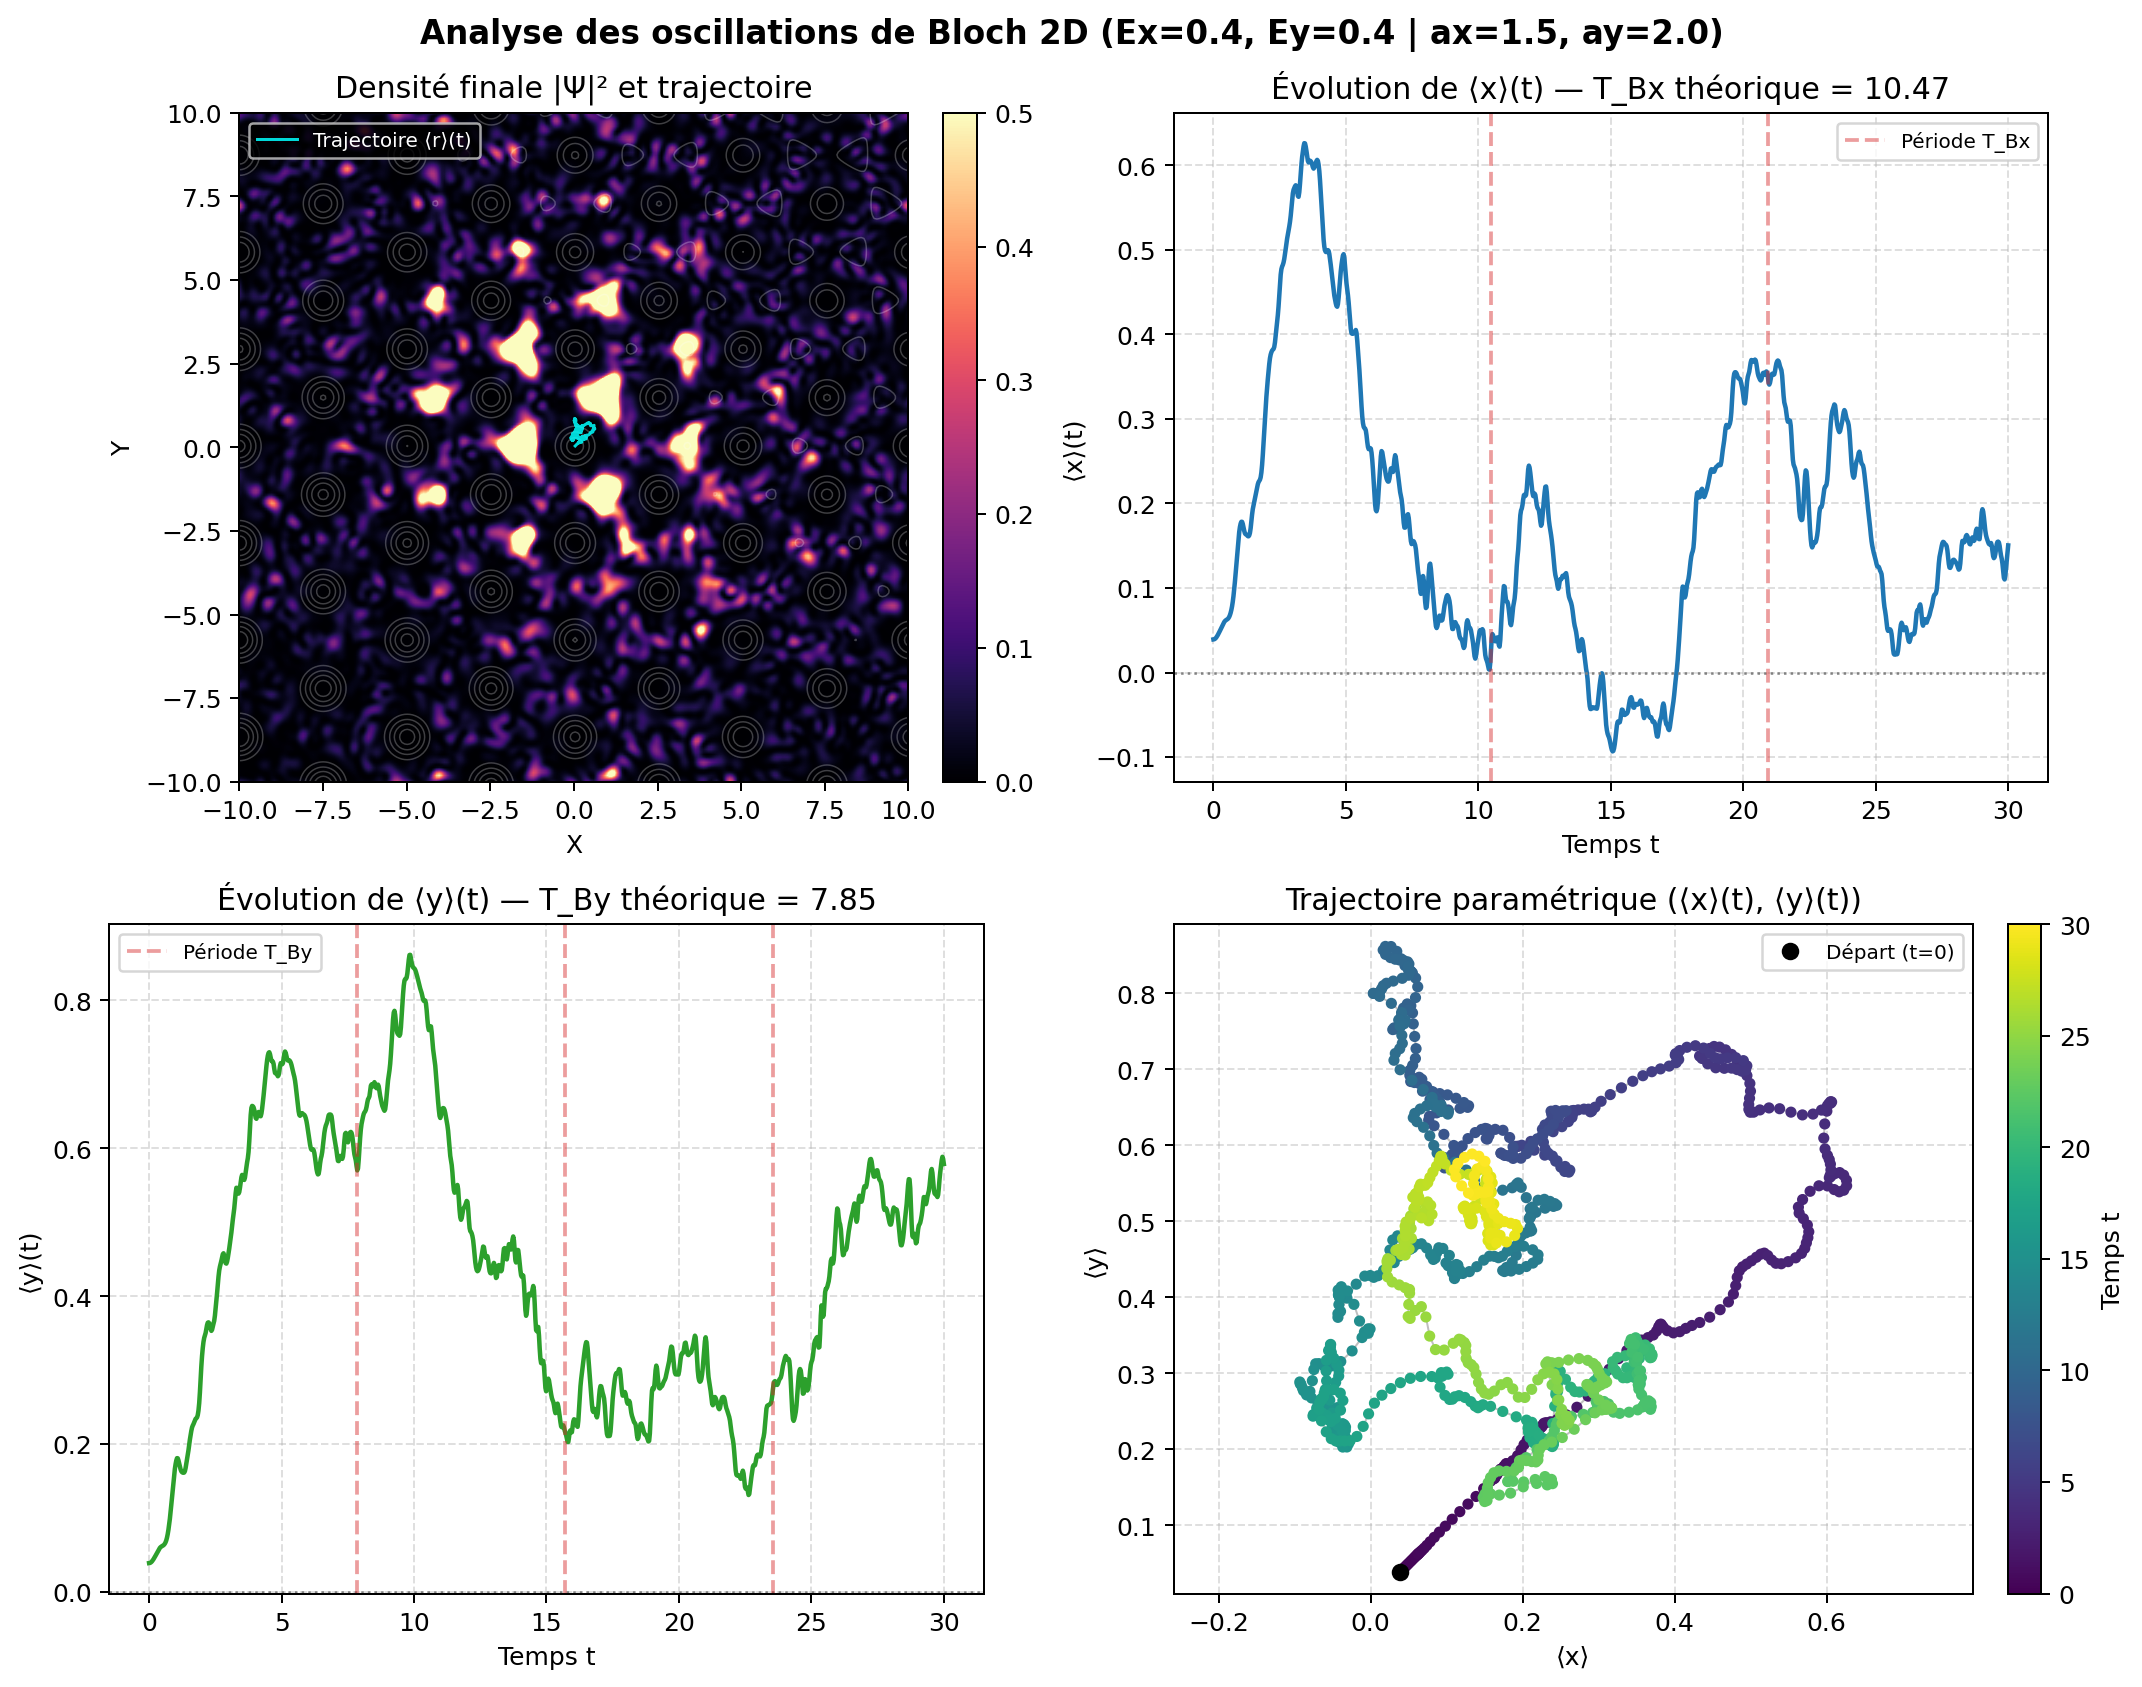 Analyse des oscillations de Bloch 2D (Ex=0.4, Ey=0.4 | ax=1.5, ay=2.0)
Densité finale |Ψ|² et trajectoire
Trajectoire ⟨r⟩(t)
10.0
7.5
5.0
2.5
0.0
−2.5
−5.0
−7.5
−10.0
Y
−10.0 −7.5 −5.0 −2.5 0.0 2.5 5.0 7.5 10.0
X
0.5
0.4
0.3
0.2
0.1
0.0
Évolution de ⟨x⟩(t) — T_Bx théorique = 10.47
Période T_Bx
0.6
0.5
0.4
0.3
0.2
0.1
0.0
−0.1
⟨x⟩(t)
0 5 10 15 20 25 30
Temps t
Évolution de ⟨y⟩(t) — T_By théorique = 7.85
Période T_By
0.8
0.6
0.4
0.2
0.0
⟨y⟩(t)
0 5 10 15 20 25 30
Temps t
Trajectoire paramétrique (⟨x⟩(t), ⟨y⟩(t))
Départ (t=0)
0.8
0.7
0.6
0.5
0.4
0.3
0.2
0.1
⟨y⟩
−0.2 0.0 0.2 0.4 0.6
⟨x⟩
30
25
20
15
10
5
0
Temps t